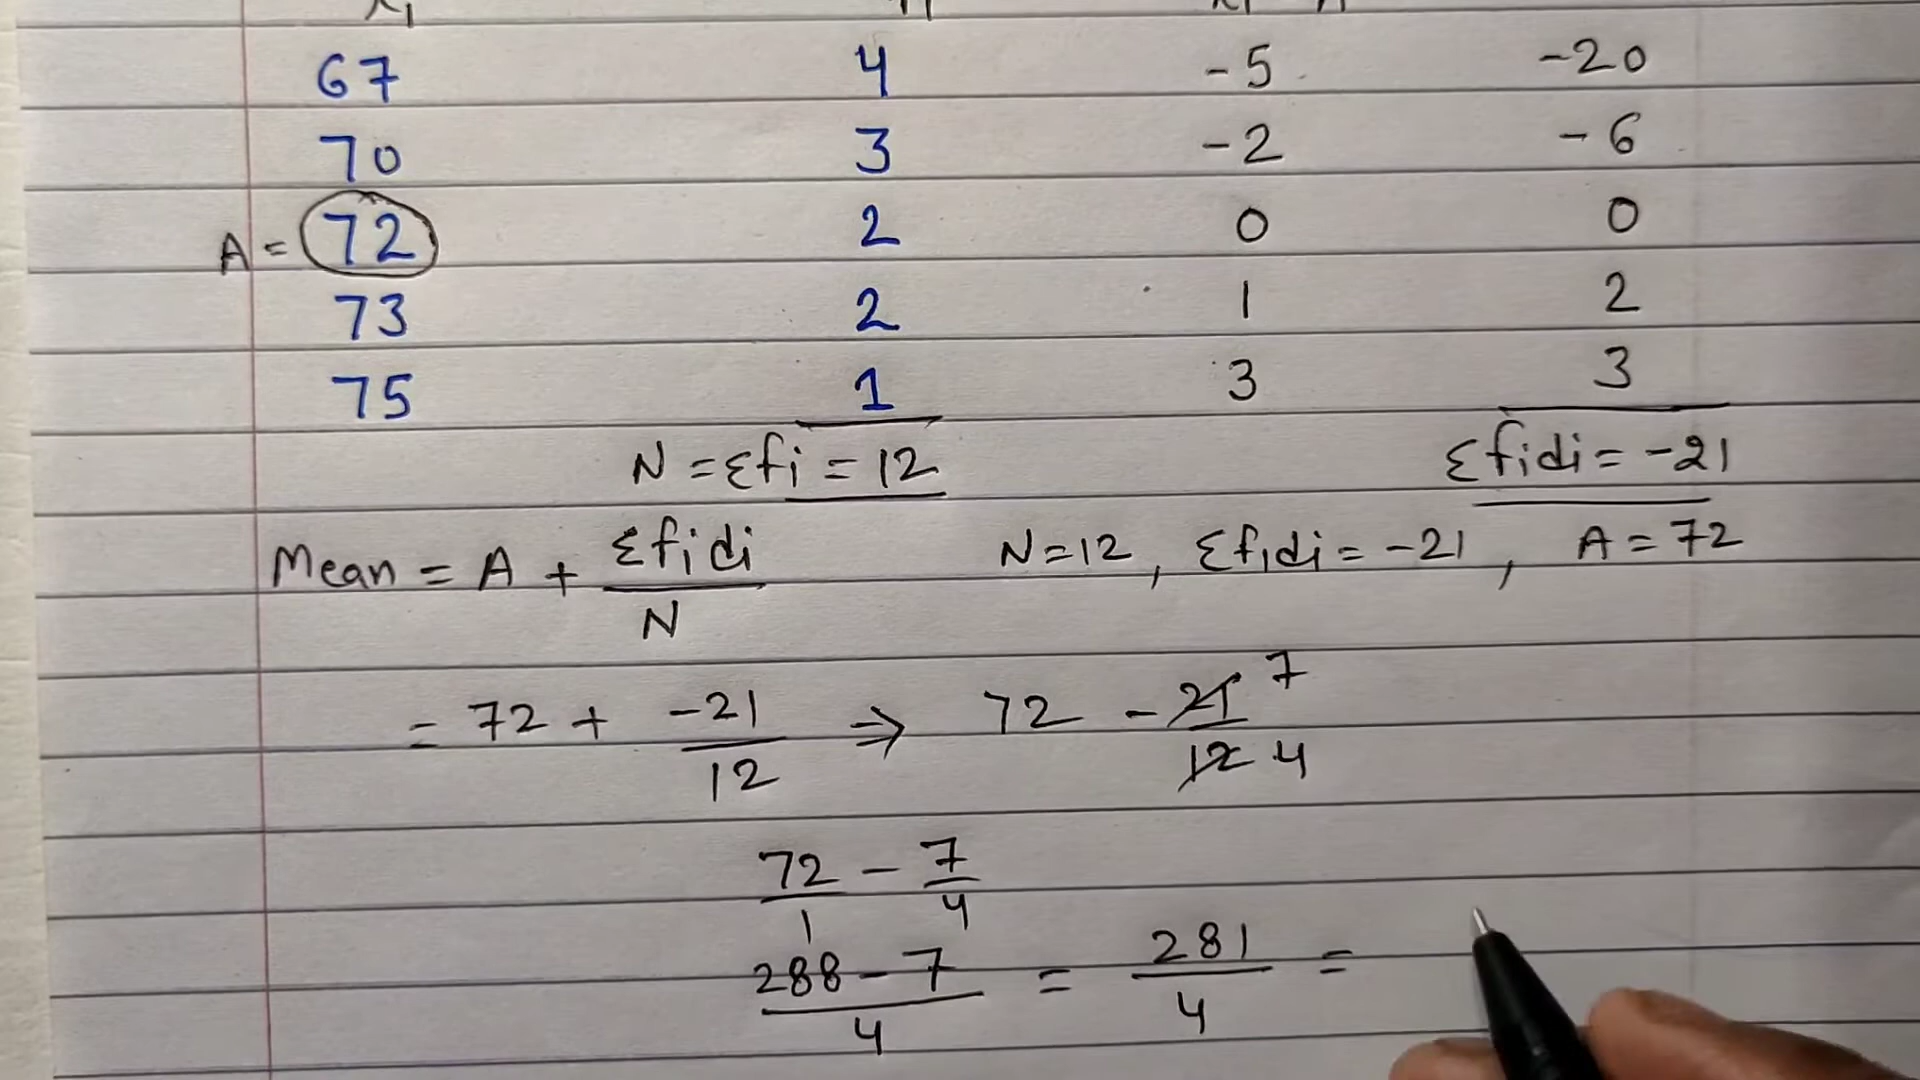 67 4 -5 -20
70 3 -2 -6
A = 72 2 0 0
73 2 1 2
75 1 3 3
N = Σfi = 12 Σfidi = -21
Mean = A + Σfidi/N N=12, Σfidi = -21, A = 72
= 72 + -21/12 ⇒ 72 - 21/12 7/4
72/1 - 7/4
288-7/4 = 281/4 =